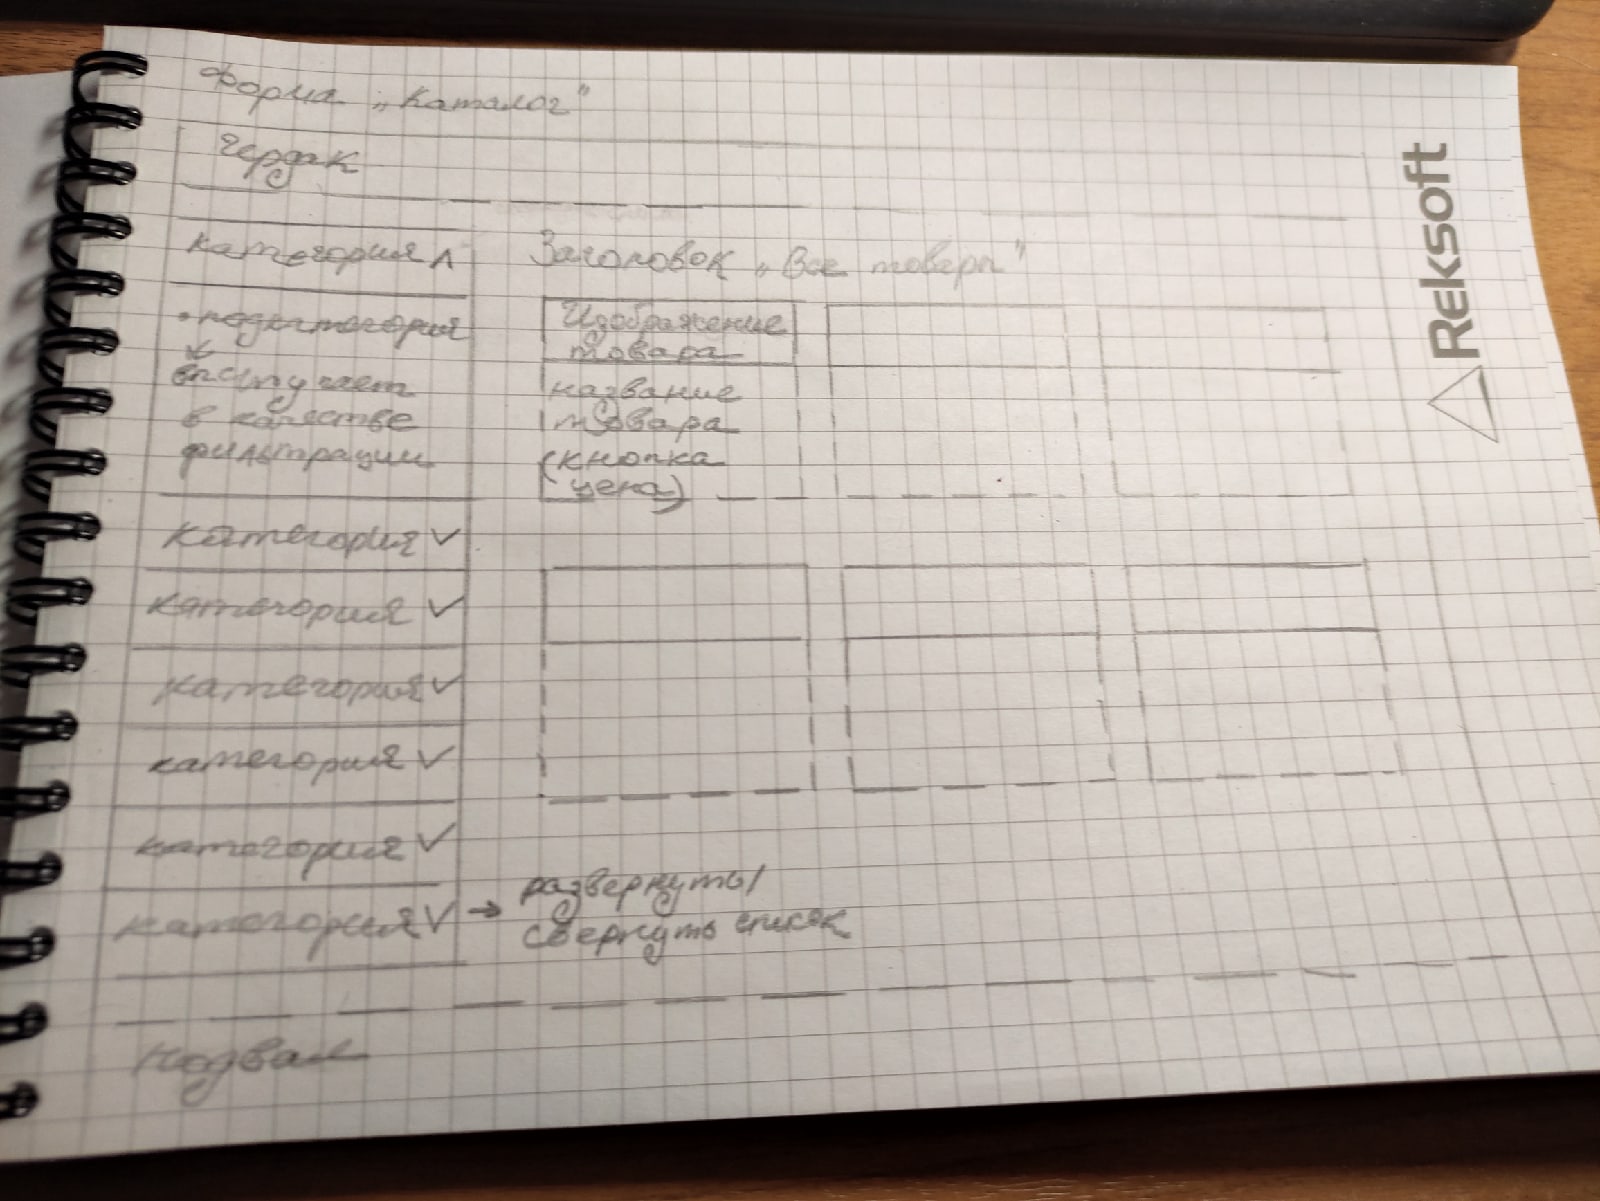 Форма "Каталог"
Чердак
категория ^
Заголовок "Все товары"
• подкатегория
выступает
в качестве
фильтрации
Изображение
товара
название
товара
(кнопка
цена)
категория ∨
категория ∨
категория ∨
категория ∨
категория ∨
категория ∨ → развернуть/
свернуть список
Подвал
Reksoft